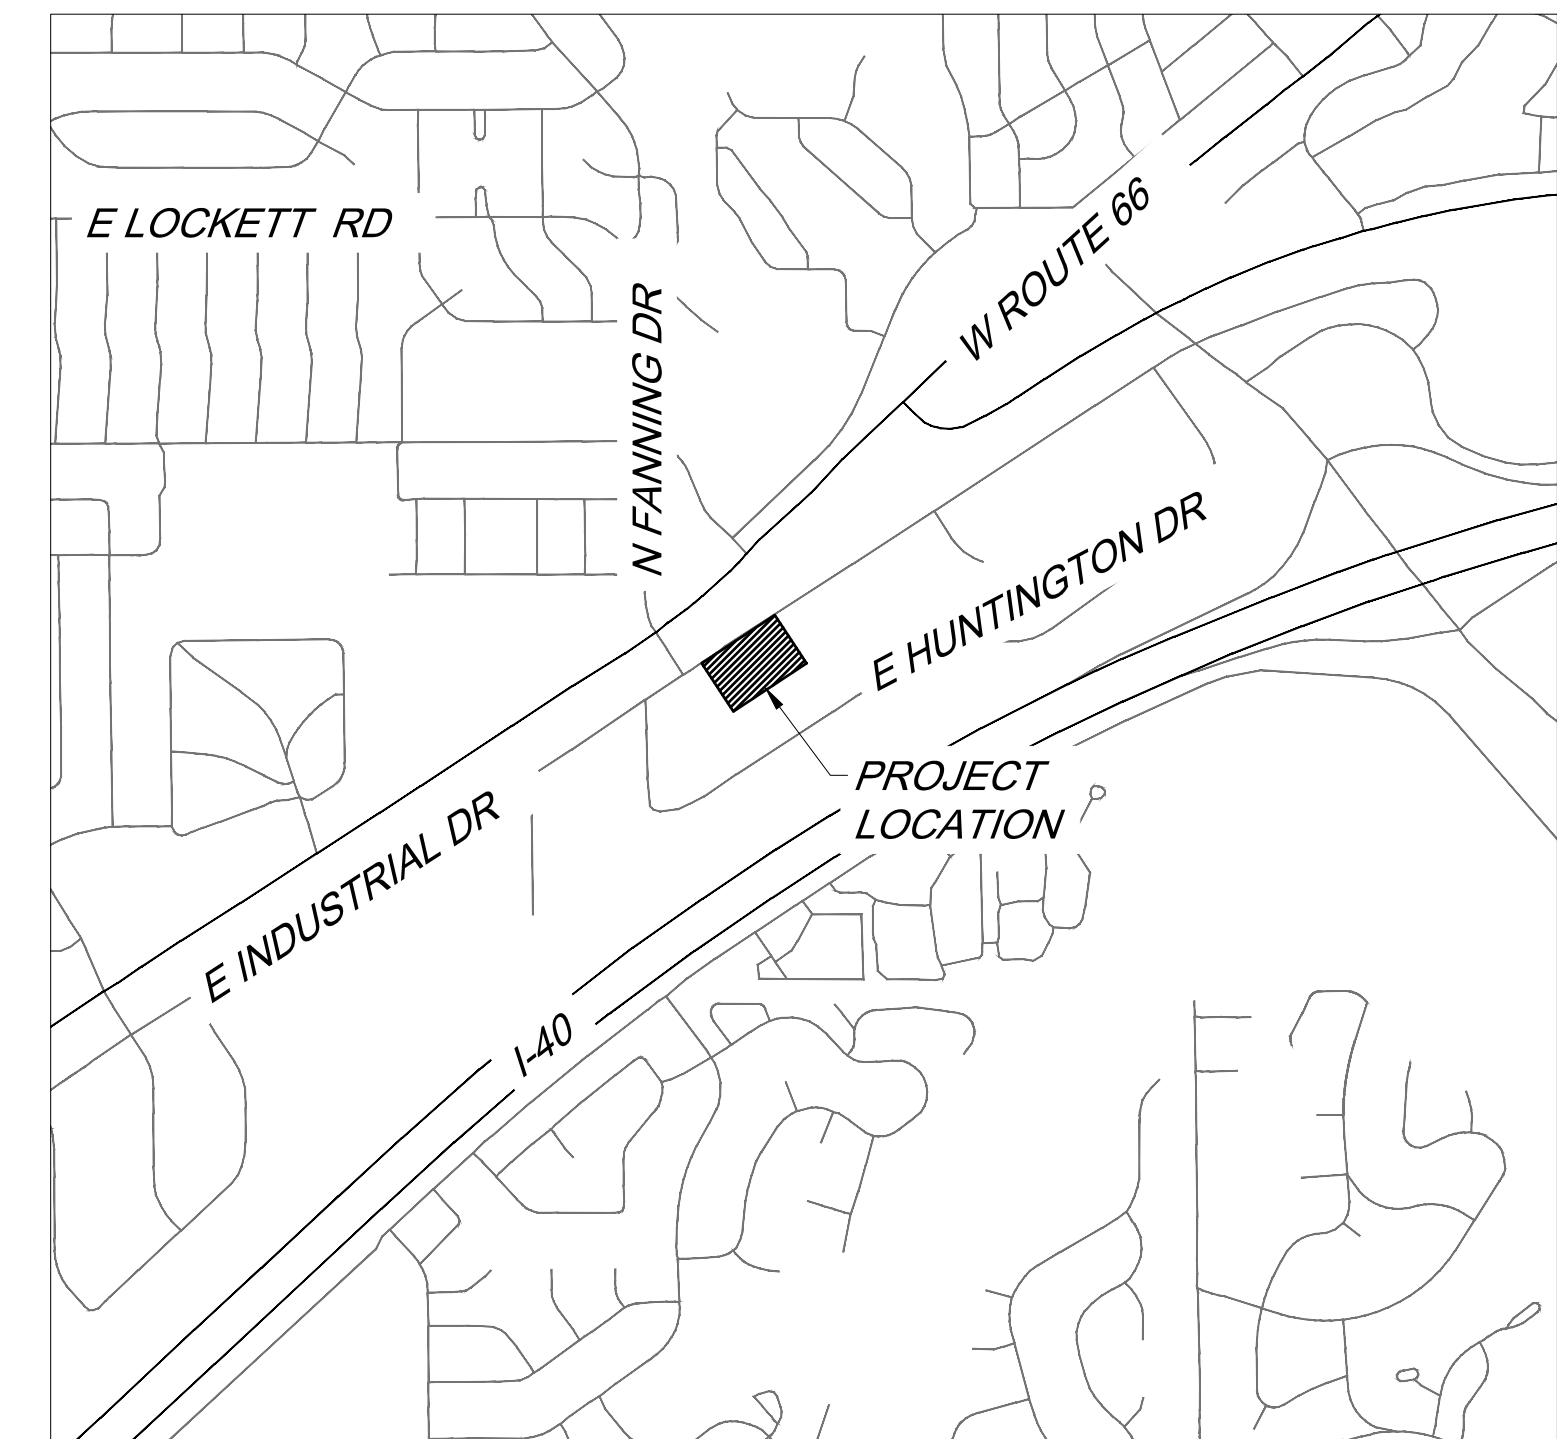 E LOCKETT RD
W ROUTE 66
N FANNING DR
E HUNTINGTON DR
PROJECT
LOCATION
E INDUSTRIAL DR
I-40